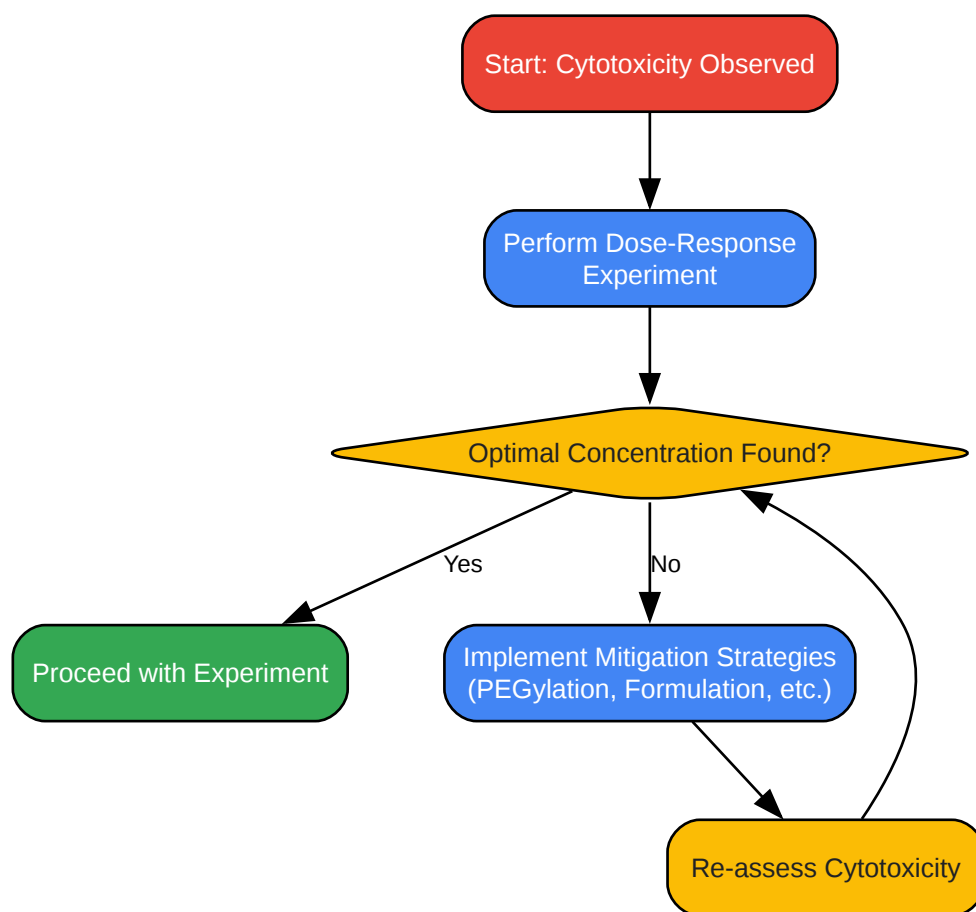 Start: Cytotoxicity Observed
Perform Dose-Response
Experiment
Optimal Concentration Found?
Yes
No
Proceed with Experiment
Implement Mitigation Strategies
(PEGylation, Formulation, etc.)
Re-assess Cytotoxicity